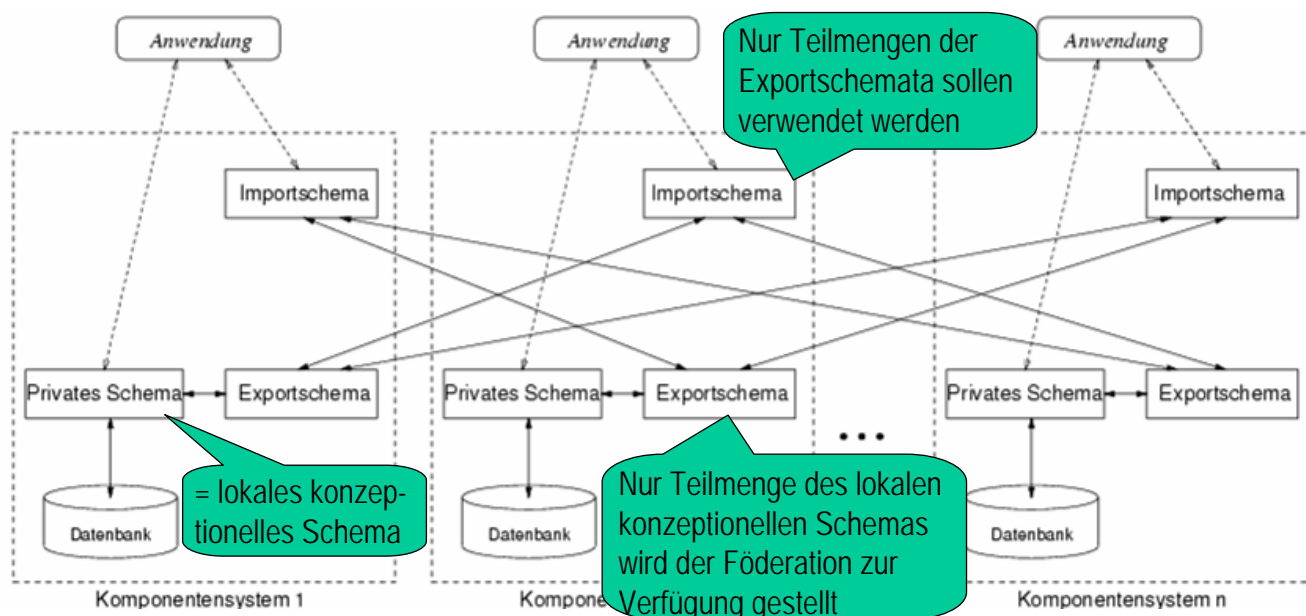 Anwendung
Anwendung
Anwendung
Nur Teilmengen der
Exportschemata sollen
verwendet werden
Importschema
Importschema
Importschema
Privates Schema
Exportschema
Privates Schema
Exportschema
Privates Schema
Exportschema
...
= lokales konzep-
tionelles Schema
Nur Teilmenge des lokalen
konzeptionellen Schemas
wird der Föderation zur
Verfügung gestellt
Datenbank
Datenbank
Datenbank
Komponentensystem 1
Komponentensystem n